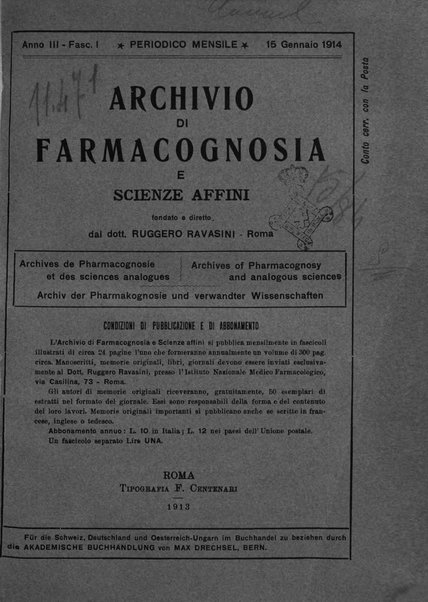 Anno III - Fasc. I ★ PERIODICO MENSILE ★ 15 Gennaio 1914
11.471
ARCHIVIO
DI
FARMACOGNOSIA
E
SCIENZE AFFINI
fondato e diretto
dal dott. RUGGERO RAVASINI - Roma
Conto corr. con la Posta
Archives de Pharmacognosie
et des sciences analogues
Archives of Pharmacognosy
and analogous sciences
Archiv der Pharmakognosie und verwandter Wissenschaften
CONDIZIONI DI PUBBLICAZIONE E DI ABBONAMENTO
L'Archivio di Farmacognosia e Scienze affini si pubblica mensilmente in fascicoli
illustrati di circa 24 pagine l'uno che formeranno annualmente un volume di 300 pag.
circa. Manoscritti, memorie originali, libri, giornali devono essere inviati esclusiva-
mente al Dott. Ruggero Ravasini, presso l'Istituto Nazionale Medico Farmacologico,
via Casilina, 73 - Roma.
Gli autori di memorie originali riceveranno, gratuitamente, 50 esemplari di
estratti nel formato del giornale. Essi sono responsabili della forma e del contenuto
dei loro lavori. Memorie originali importanti si pubblicano anche se scritte in fran-
cese, inglese o tedesco.
Abbonamento annuo: L. 10 in Italia; L. 12 nei paesi dell'Unione postale.
Un fascicolo separato Lire UNA.
ROMA
TIPOGRAFIA F. CENTENARI
1913
Für die Schweiz, Deutschland und Oesterreich-Ungarn im Buchhandel zu beziehen durch
die AKADEMISCHE BUCHHANDLUNG von MAX DRECHSEL, BERN.